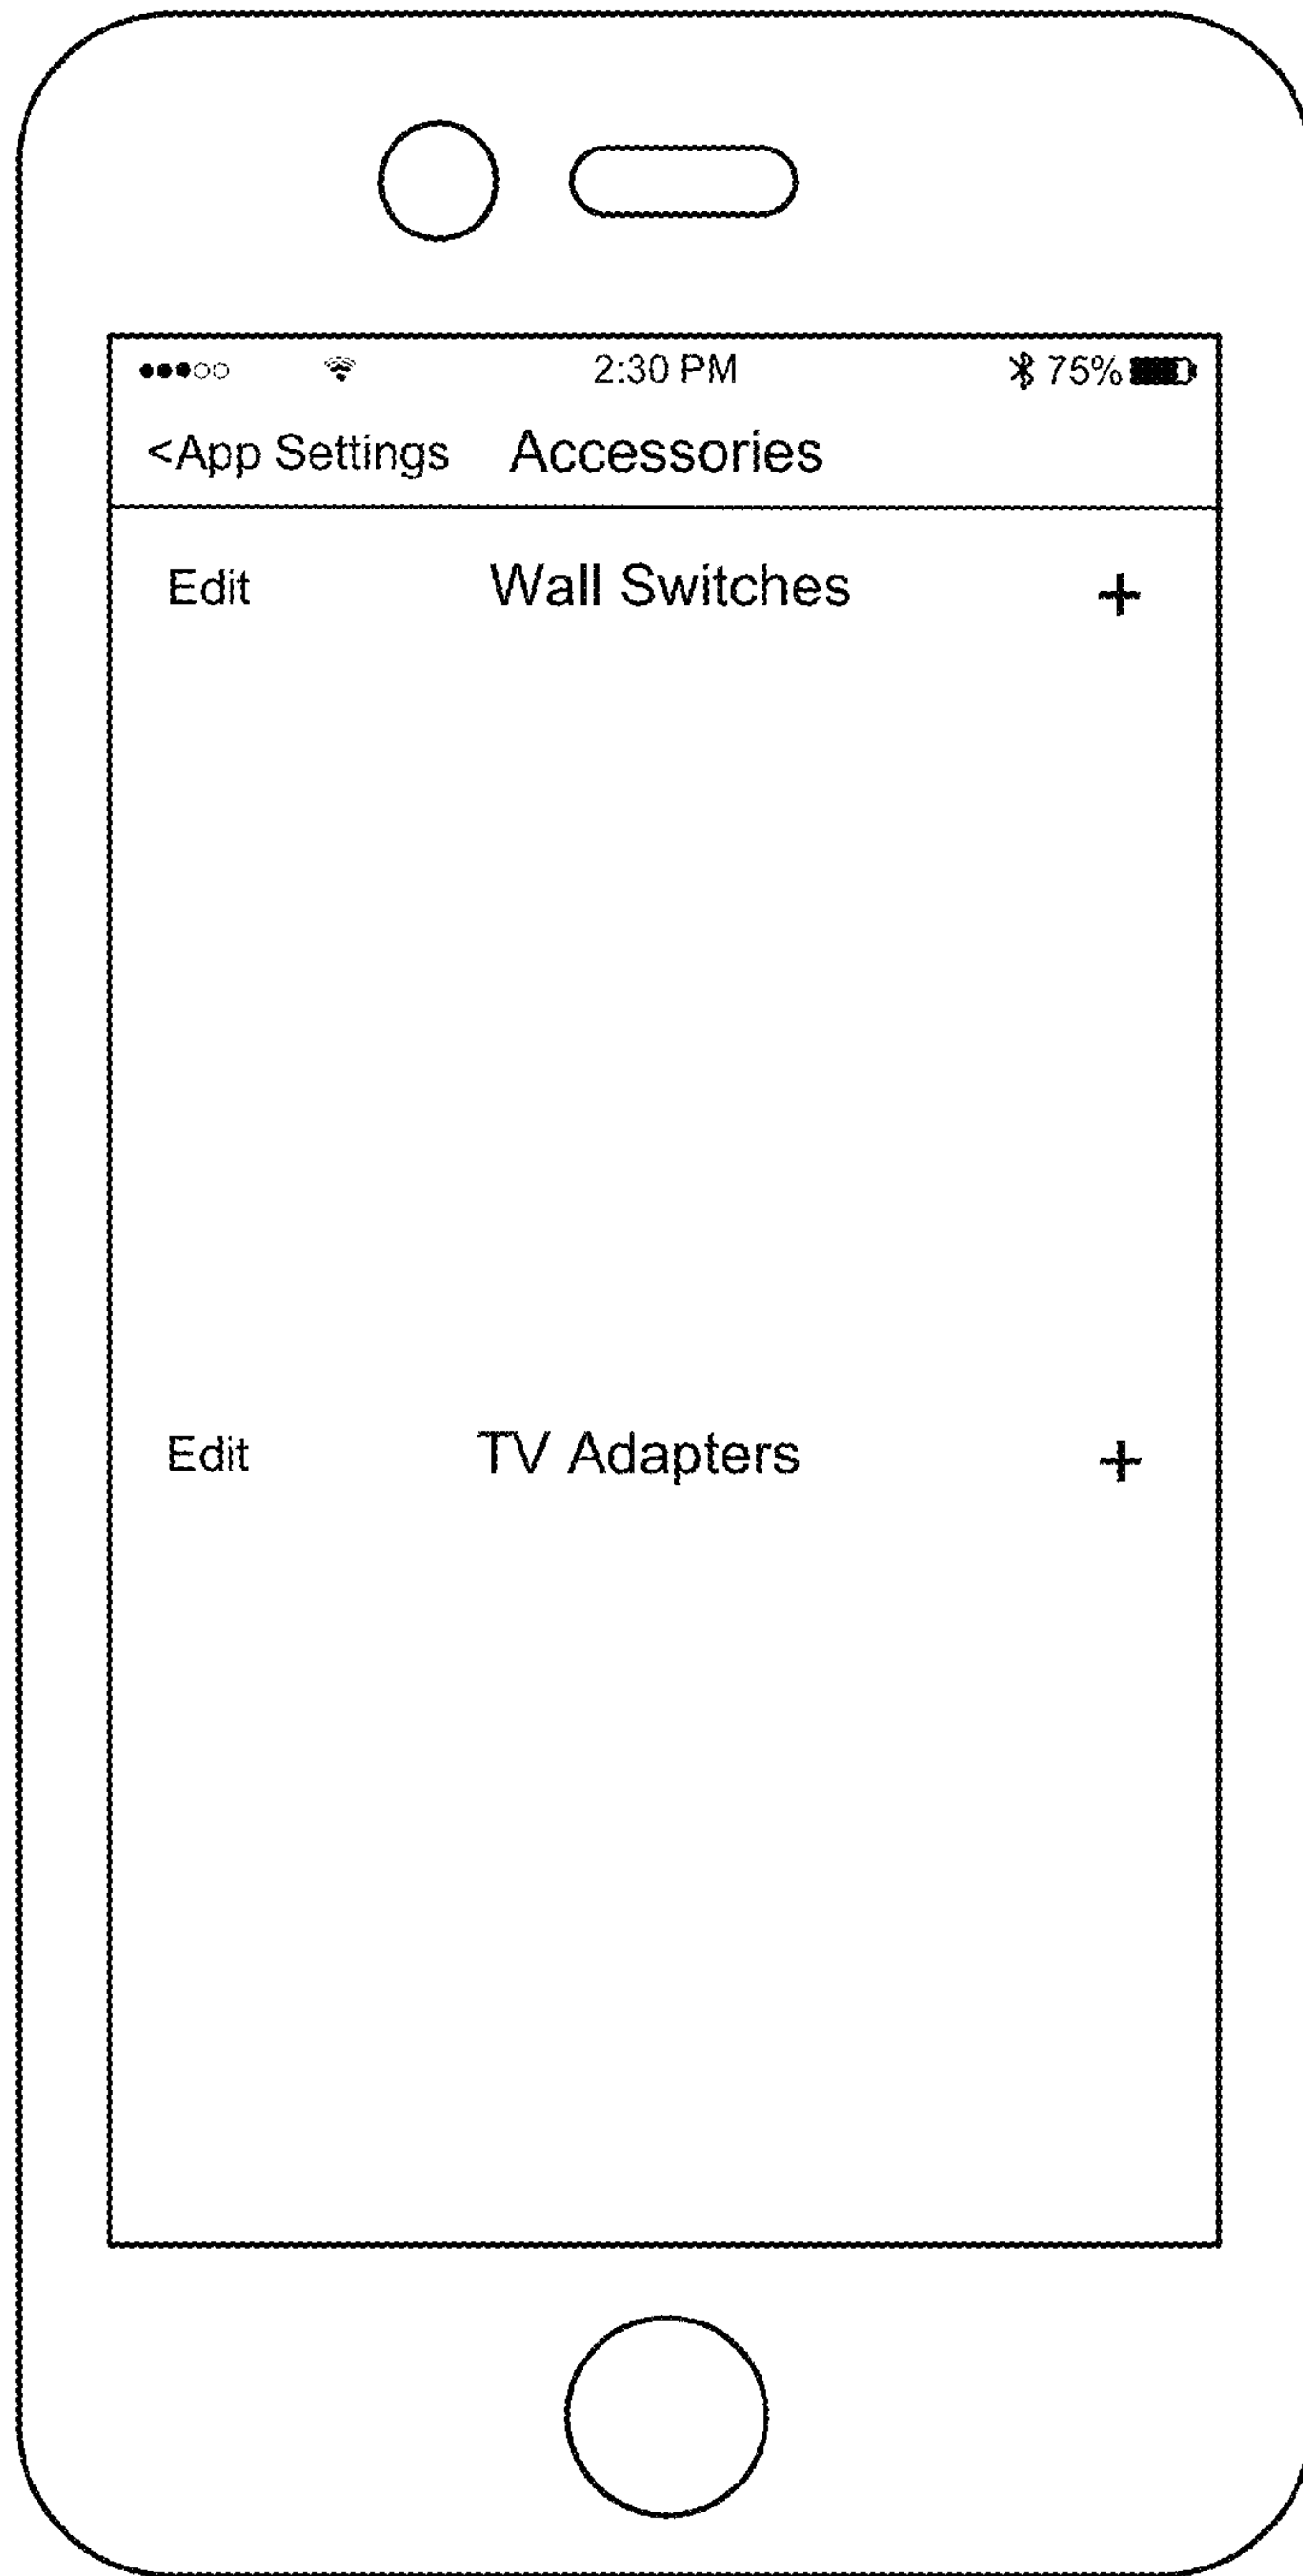 2:30 PM 75%
<App Settings Accessories
Edit Wall Switches +
Edit TV Adapters +